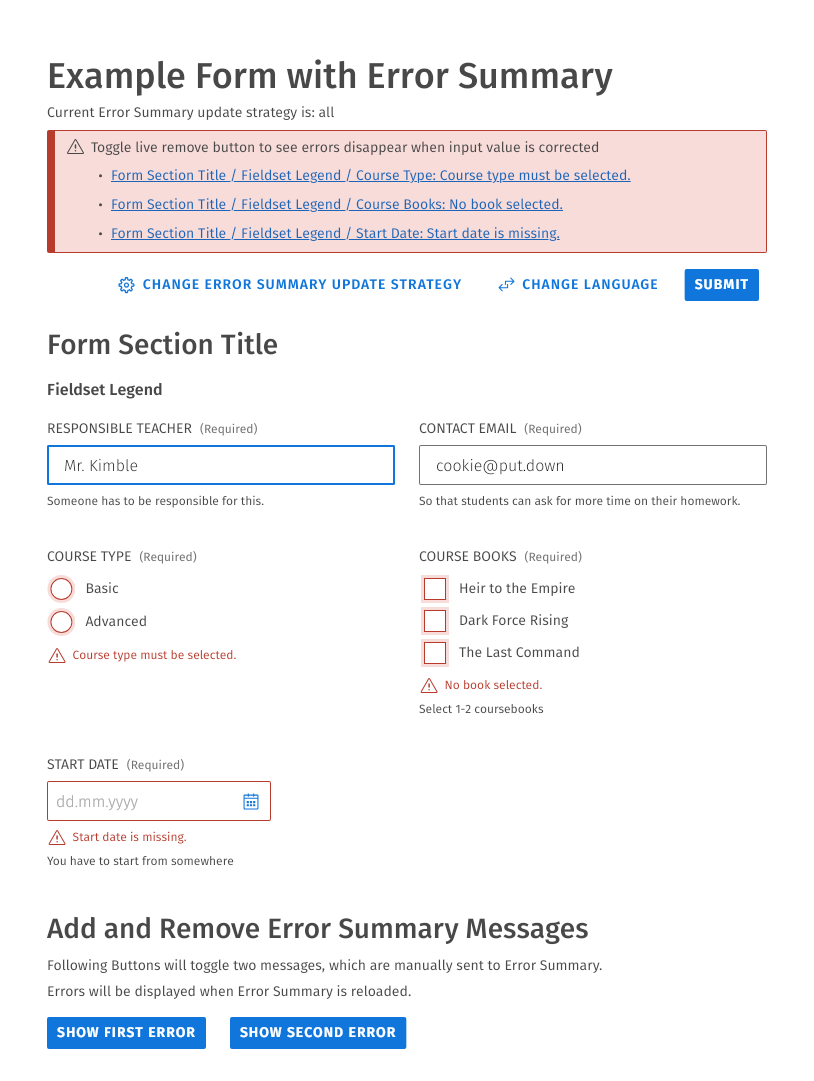 Example Form with Error Summary
Current Error Summary update strategy is: all
Toggle live remove button to see errors disappear when input value is corrected
• Form Section Title / Fieldset Legend / Course Type: Course type must be selected.
• Form Section Title / Fieldset Legend / Course Books: No book selected.
• Form Section Title / Fieldset Legend / Start Date: Start date is missing.
CHANGE ERROR SUMMARY UPDATE STRATEGY CHANGE LANGUAGE SUBMIT
Form Section Title
Fieldset Legend
RESPONSIBLE TEACHER (Required)
Mr. Kimble
Someone has to be responsible for this.
CONTACT EMAIL (Required)
cookie@put.down
So that students can ask for more time on their homework.
COURSE TYPE (Required)
Basic
Advanced
Course type must be selected.
COURSE BOOKS (Required)
Heir to the Empire
Dark Force Rising
The Last Command
No book selected.
Select 1-2 coursebooks
START DATE (Required)
dd.mm.yyyy
Start date is missing.
You have to start from somewhere
Add and Remove Error Summary Messages
Following Buttons will toggle two messages, which are manually sent to Error Summary.
Errors will be displayed when Error Summary is reloaded.
SHOW FIRST ERROR SHOW SECOND ERROR